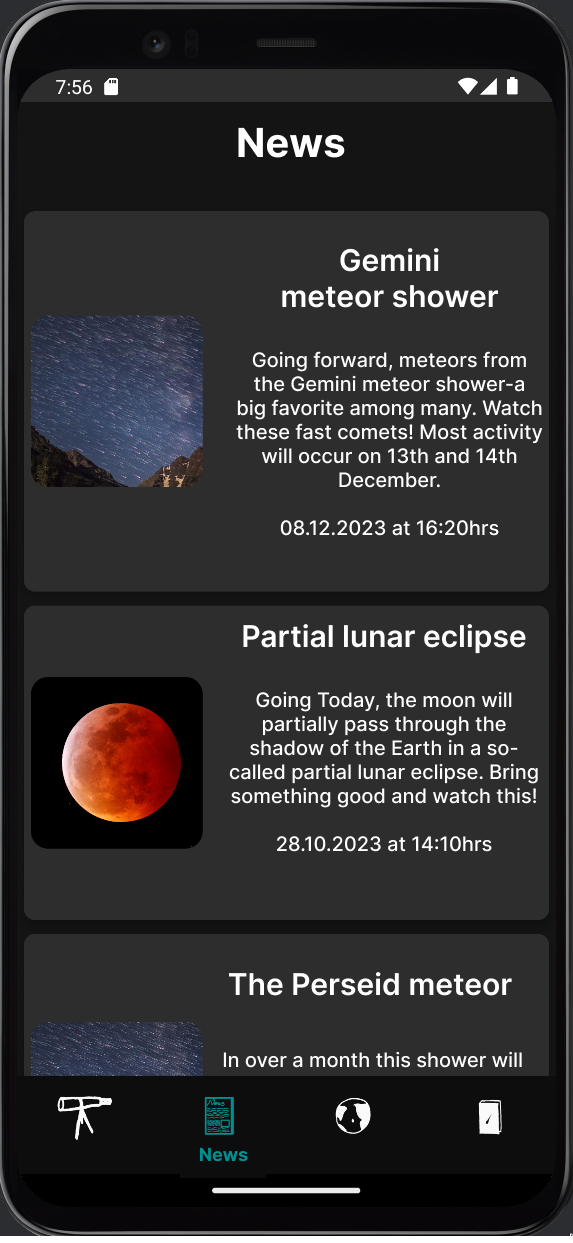 7:56
News
Gemini
meteor shower
Going forward, meteors from
the Gemini meteor shower-a
big favorite among many. Watch
these fast comets! Most activity
will occur on 13th and 14th
December.
08.12.2023 at 16:20hrs
Partial lunar eclipse
Going Today, the moon will
partially pass through the
shadow of the Earth in a so-
called partial lunar eclipse. Bring
something good and watch this!
28.10.2023 at 14:10hrs
The Perseid meteor
In over a month this shower will
News
News